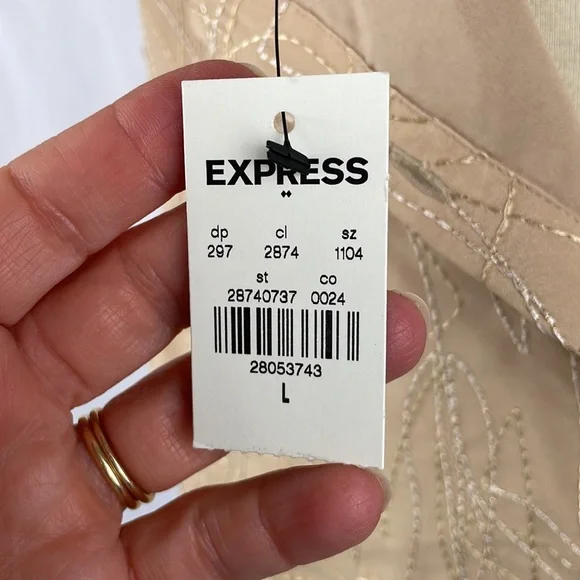 EXPRESS
dp cl sz
297 2874 1104
st co
28740737 0024
28053743
L